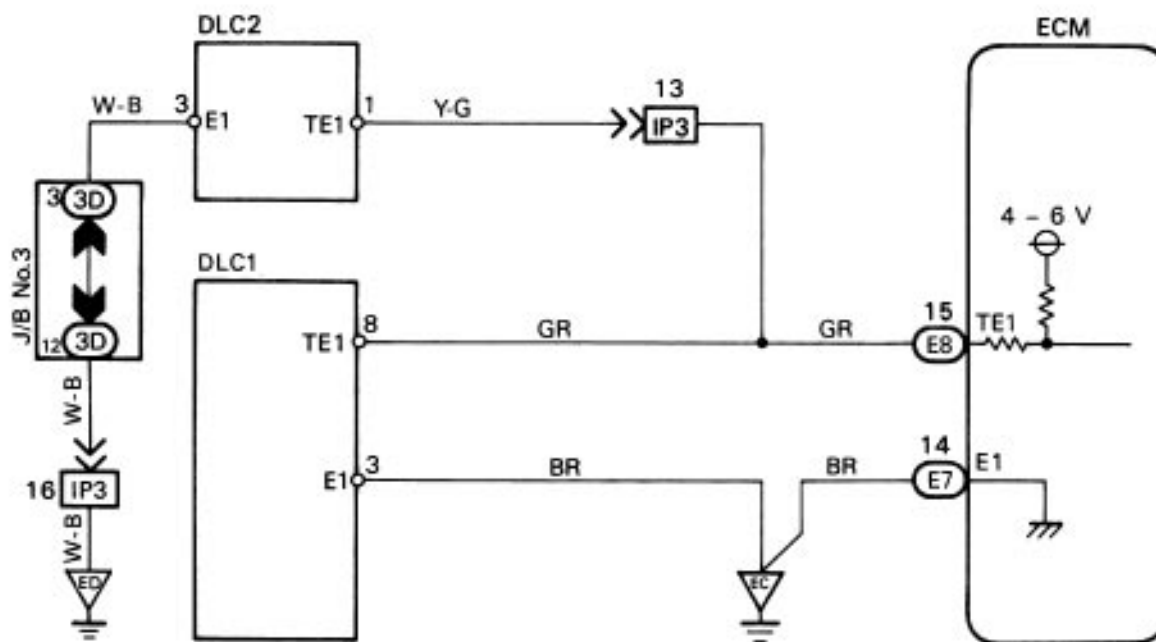 DLC2
ECM
W-B
3
E1
TE1
1
Y-G
13
IP3
3
3D
J/B No.3
12
3D
W-B
16
IP3
W-B
ED
DLC1
TE1
8
GR
GR
15
E8
TE1
4 – 6 V
E1
3
BR
BR
14
E7
E1
EC